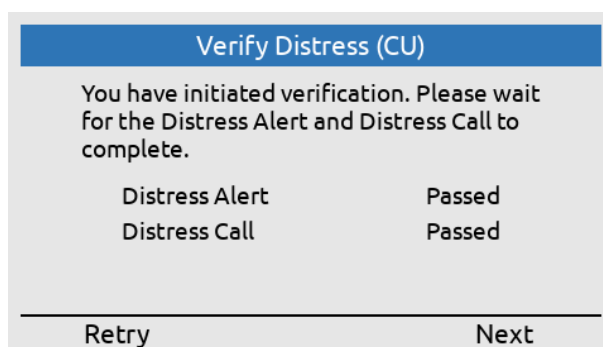 Verify Distress (CU)
You have initiated verification. Please wait
for the Distress Alert and Distress Call to
complete.
Distress Alert Passed
Distress Call Passed
Retry Next